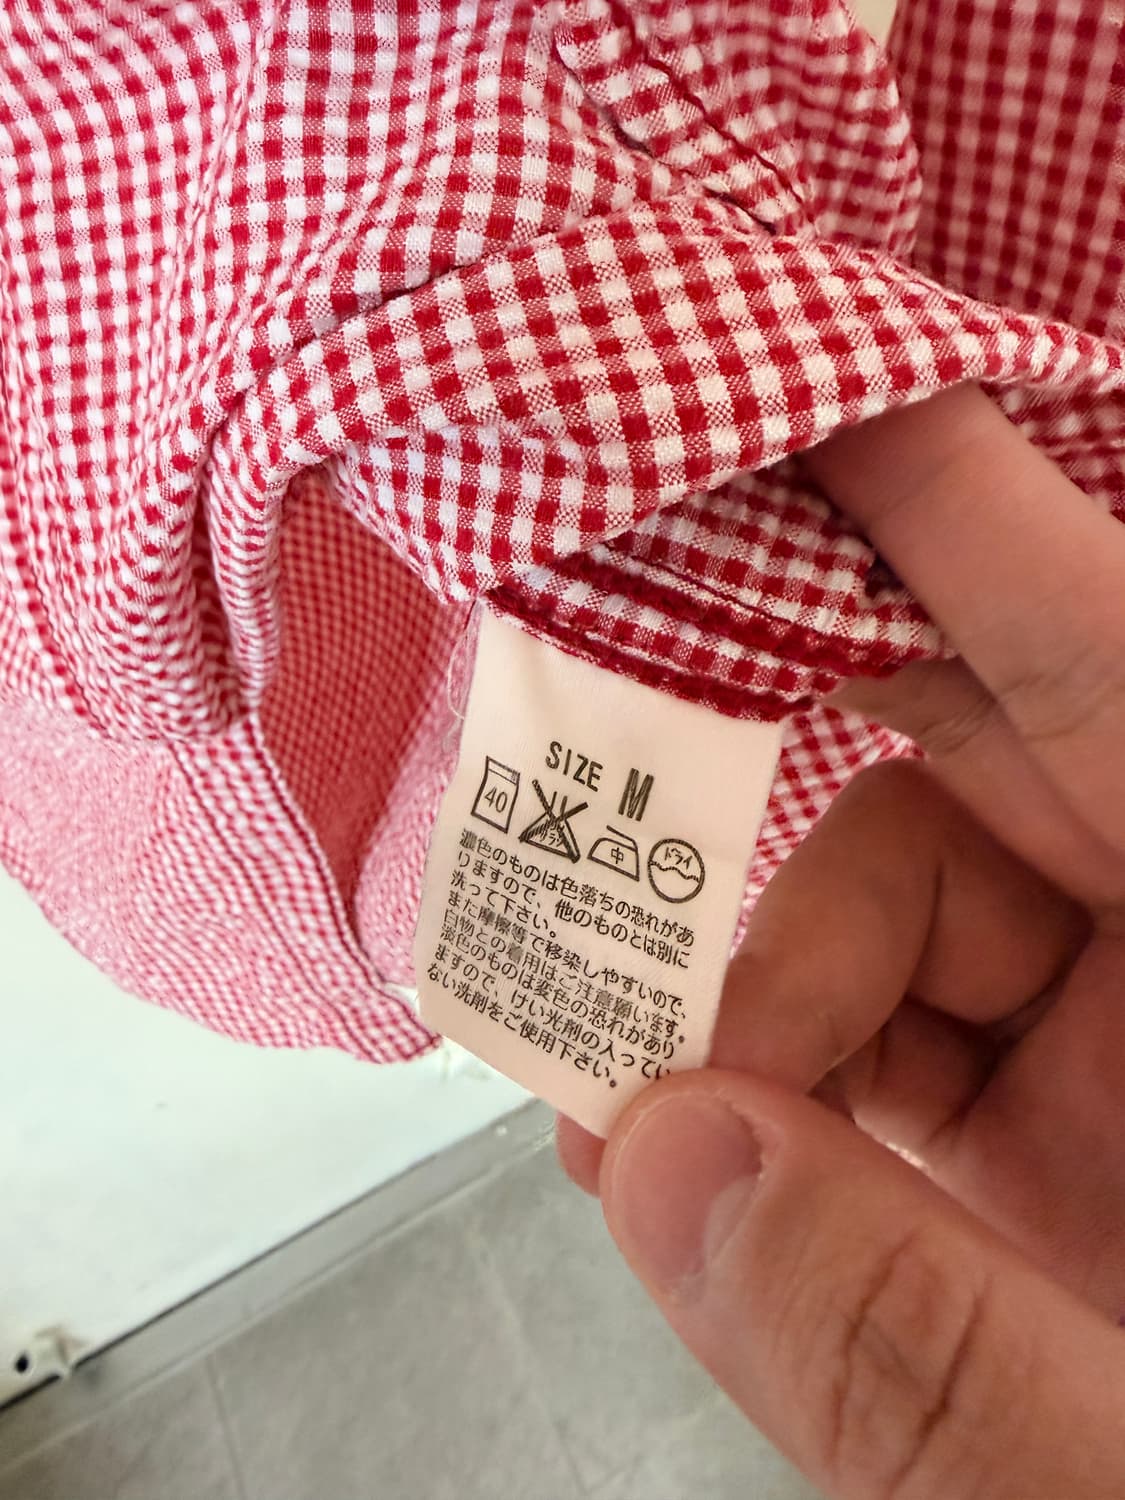 SIZE M
40
中
ドライ
濃色のものは色落ちの恐れがあ
りますので、他のものとは別に
洗って下さい。
また摩擦等で移染しやすいので、
白物との着用はご注意願います。
淡色のものは変色の恐れがあり
ますので、けい光剤の入ってい
ない洗剤をご使用下さい。